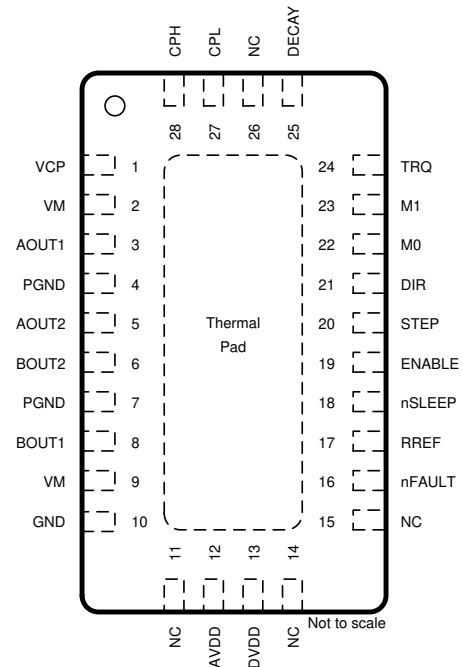 CPH
CPL
NC
DECAY
28
27
26
25
VCP 1
24 TRQ
VM 2
23 M1
AOUT1 3
22 M0
PGND 4
21 DIR
AOUT2 5
20 STEP
BOUT2 6
19 ENABLE
PGND 7
18 nSLEEP
BOUT1 8
17 RREF
VM 9
16 nFAULT
GND 10
15 NC
Thermal
Pad
11
12
13
14
NC
AVDD
DVDD
NC
Not to scale